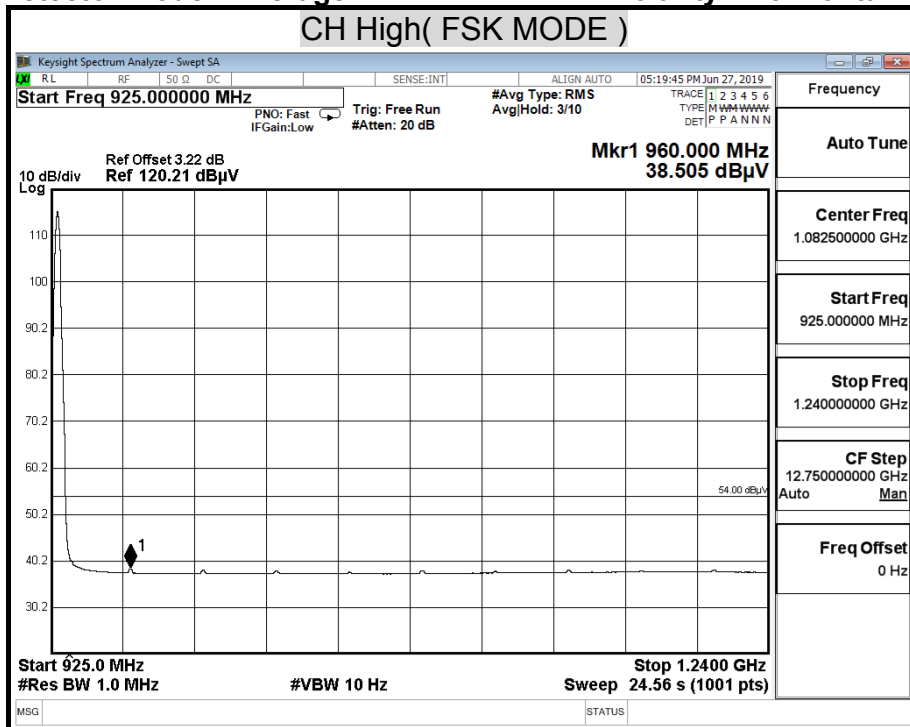 CH High( FSK MODE )
Keysight Spectrum Analyzer - Swept SA
LXI RL RF 50 Ω DC SENSE:INT ALIGN AUTO 05:19:45 PM Jun 27, 2019
Start Freq 925.000000 MHz
PNO: Fast
IFGain:Low
Trig: Free Run
#Atten: 20 dB
#Avg Type: RMS
Avg|Hold: 3/10
TRACE 1 2 3 4 5 6
TYPE M WM WWWW
DET P P A N N N
Mkr1 960.000 MHz
38.505 dBµV
Ref Offset 3.22 dB
10 dB/div Ref 120.21 dBµV
Log
110
100
90.2
80.2
70.2
60.2
54.00 dBµV
50.2
40.2
30.2
1
Start 925.0 MHz Stop 1.2400 GHz
#Res BW 1.0 MHz #VBW 10 Hz Sweep 24.56 s (1001 pts)
MSG STATUS
Frequency
Auto Tune
Center Freq
1.082500000 GHz
Start Freq
925.000000 MHz
Stop Freq
1.240000000 GHz
CF Step
12.750000000 GHz
Auto Man
Freq Offset
0 Hz